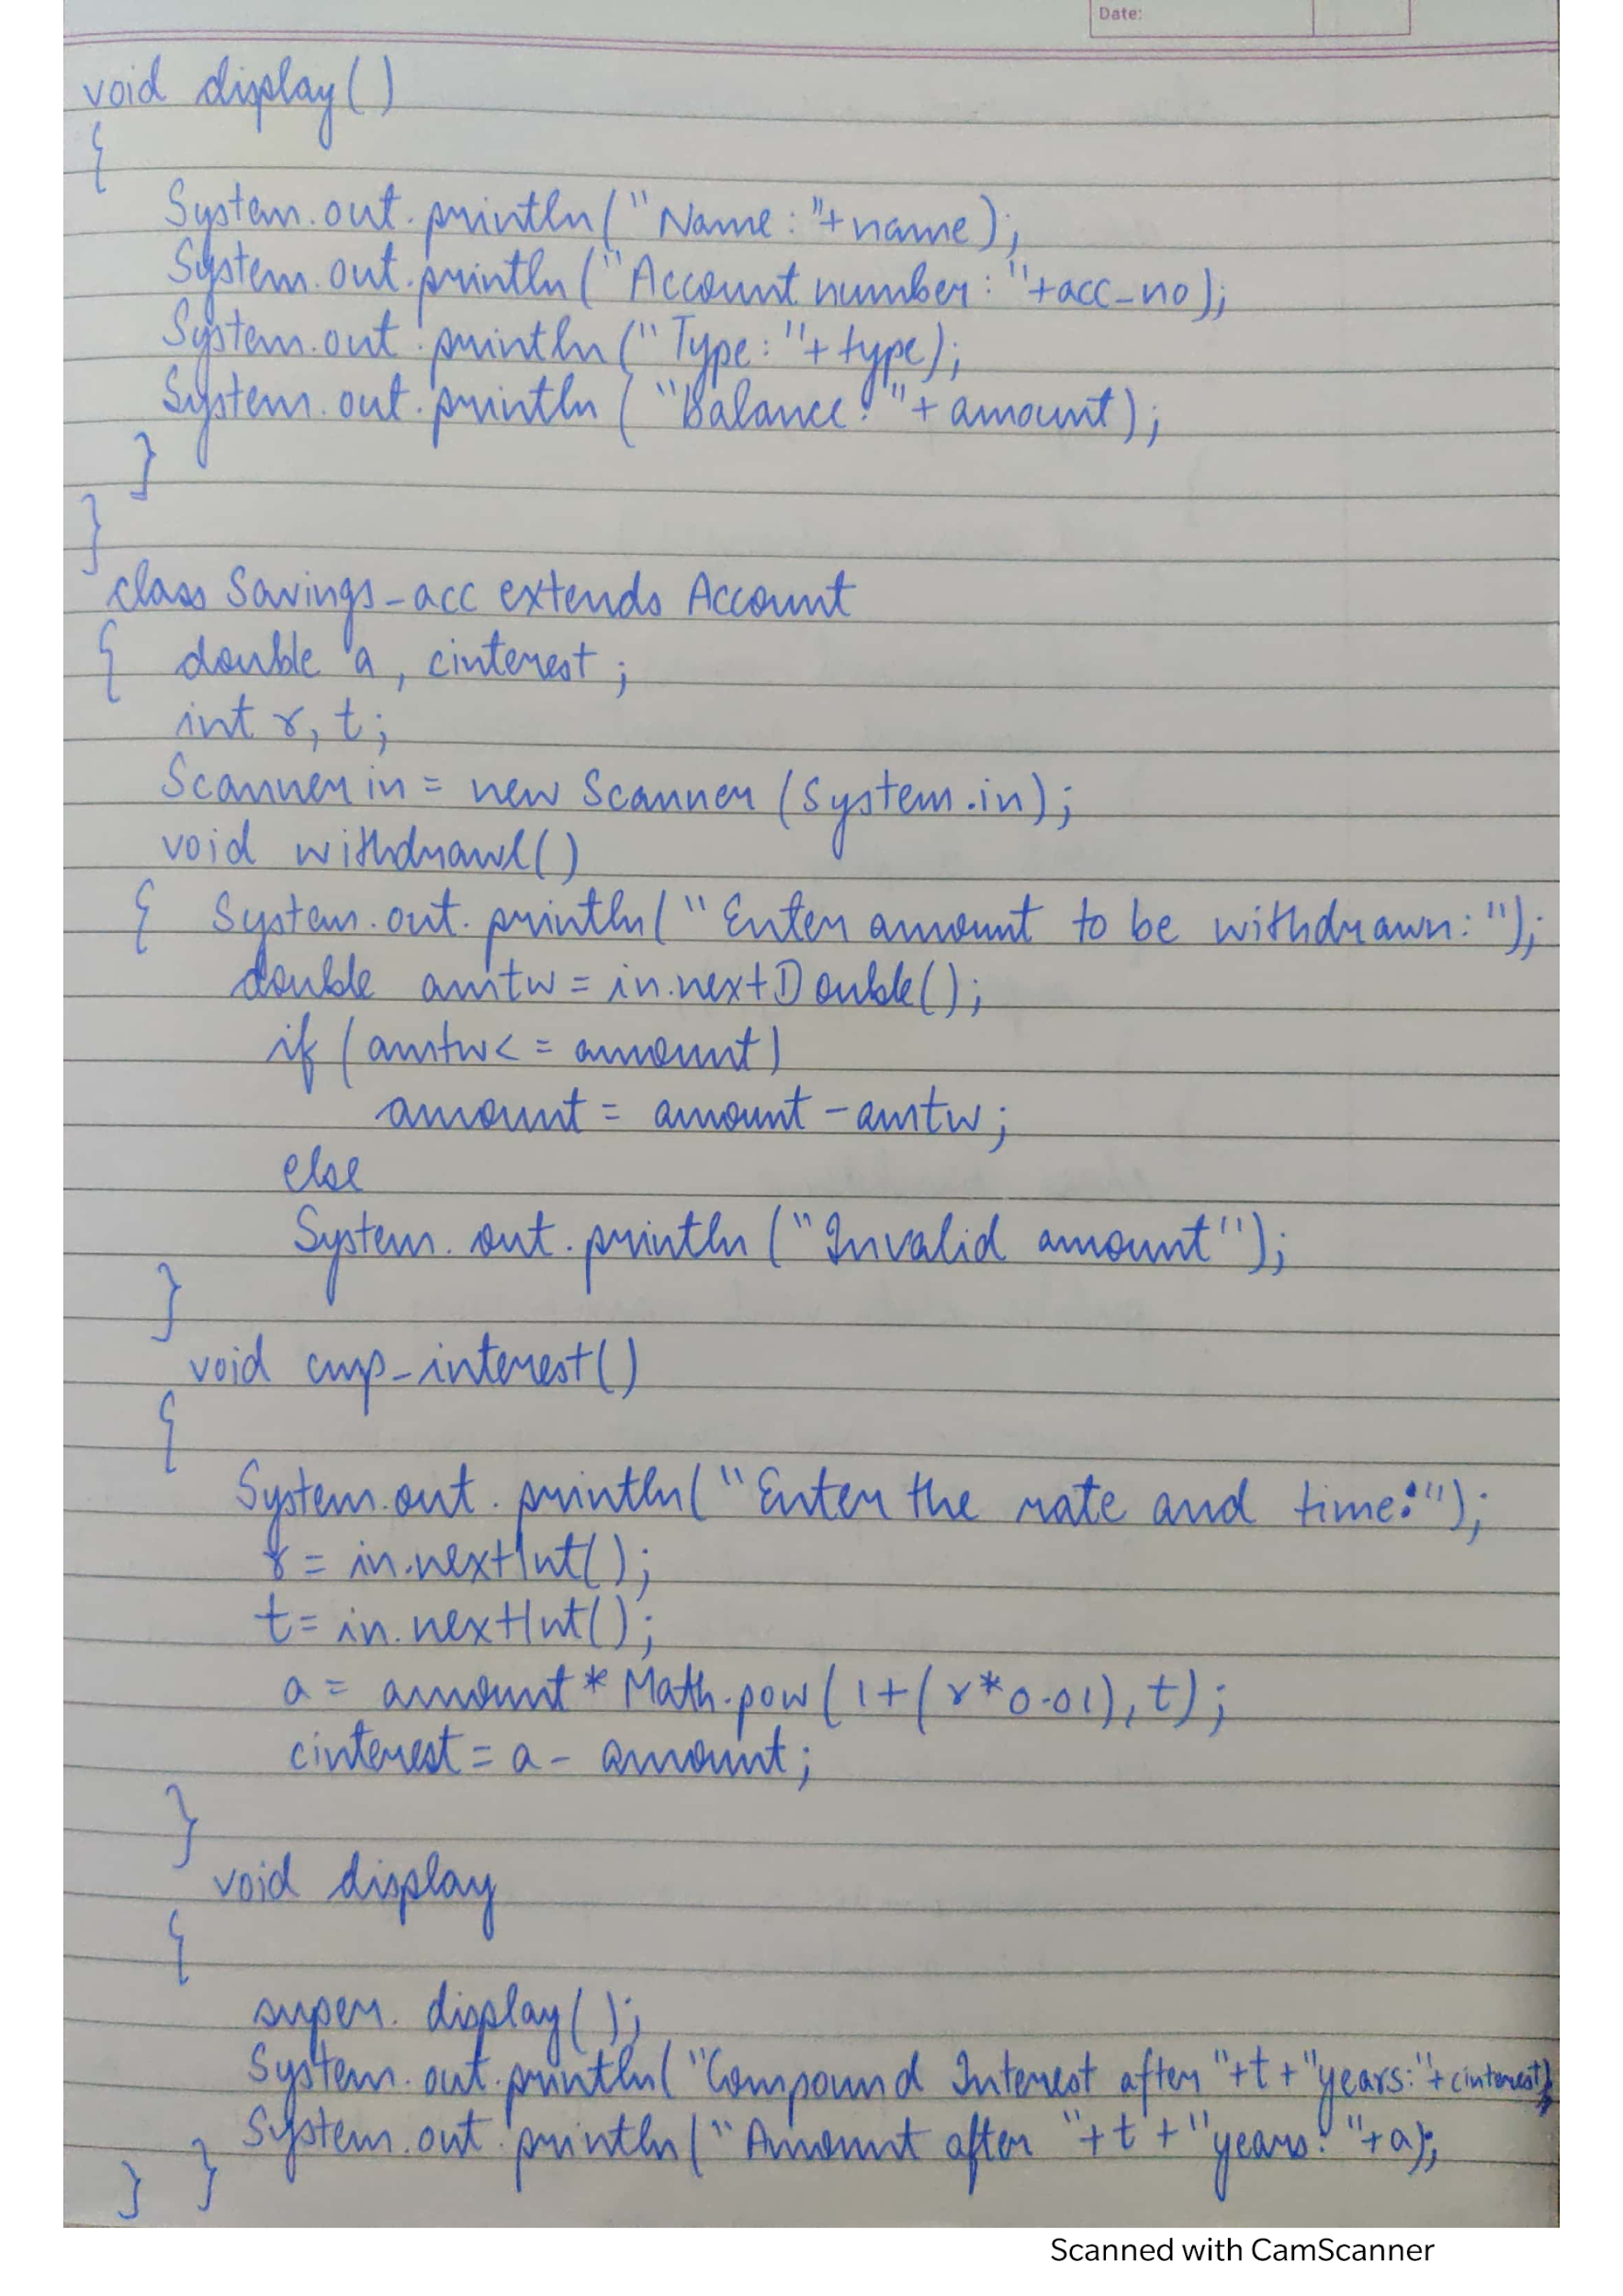 Date:
void display()
{
System.out.println("Name: "+name);
System.out.println("Account number: "+acc_no);
System.out.println("Type: "+type);
System.out.println("Balance: "+amount);
}
}
class Savings_acc extends Account
{ double a, cinterest;
int r, t;
Scanner in = new Scanner (System.in);
void withdrawl()
{ System.out.println("Enter amount to be withdrawn: ");
double amtw = in.nextDouble();
if (amtw <= amount)
amount = amount - amtw;
else
System.out.println("Invalid amount");
}
void cmp_interest()
{
System.out.println("Enter the rate and time:");
r = in.nextInt();
t = in.nextInt();
a = amount * Math.pow(1+(r*0.01),t);
cinterest = a - amount;
}
void display
{
super.display();
System.out.println("Compound Interest after "+t+"years:"+cinterest);
System.out.println("Amount after "+t+"years: "+a);
} }
Scanned with CamScanner